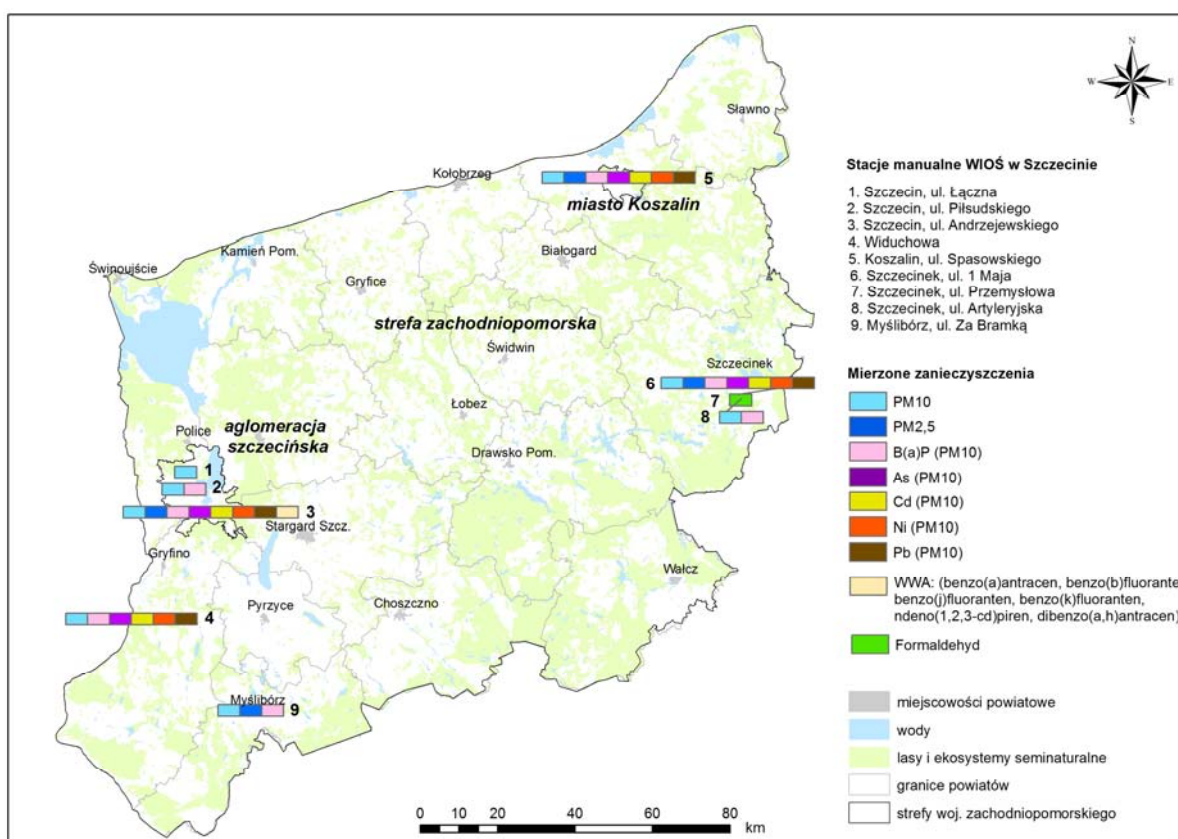 N
W
E
S
Sławno
Kołobrzeg
5
miasto Koszalin
Kamień Pom.
Białogard
Świnoujście
Gryfice
strefa zachodniopomorska
Świdwin
Szczecinek
6
7
8
Łobez
Police
aglomeracja
szczecińska
Drawsko Pom.
1
2
3
Stargard Szcz.
Gryfino
Wałcz
Pyrzyce
Choszczno
4
Myślibórz
9
0 10 20 40 60 80
km
Stacje manualne WIOŚ w Szczecinie
1. Szczecin, ul. Łączna
2. Szczecin, ul. Piłsudskiego
3. Szczecin, ul. Andrzejewskiego
4. Widuchowa
5. Koszalin, ul. Spasowskiego
6. Szczecinek, ul. 1 Maja
7. Szczecinek, ul. Przemysłowa
8. Szczecinek, ul. Artyleryjska
9. Myślibórz, ul. Za Bramką
Mierzone zanieczyszczenia
PM10
PM2,5
B(a)P (PM10)
As (PM10)
Cd (PM10)
Ni (PM10)
Pb (PM10)
WWA: (benzo(a)antracen, benzo(b)fluorante
benzo(j)fluoranten, benzo(k)fluoranten,
ndeno(1,2,3-cd)piren, dibenzo(a,h)antracen)
Formaldehyd
miejscowości powiatowe
wody
lasy i ekosystemy seminaturalne
granice powiatów
strefy woj. zachodniopomorskiego